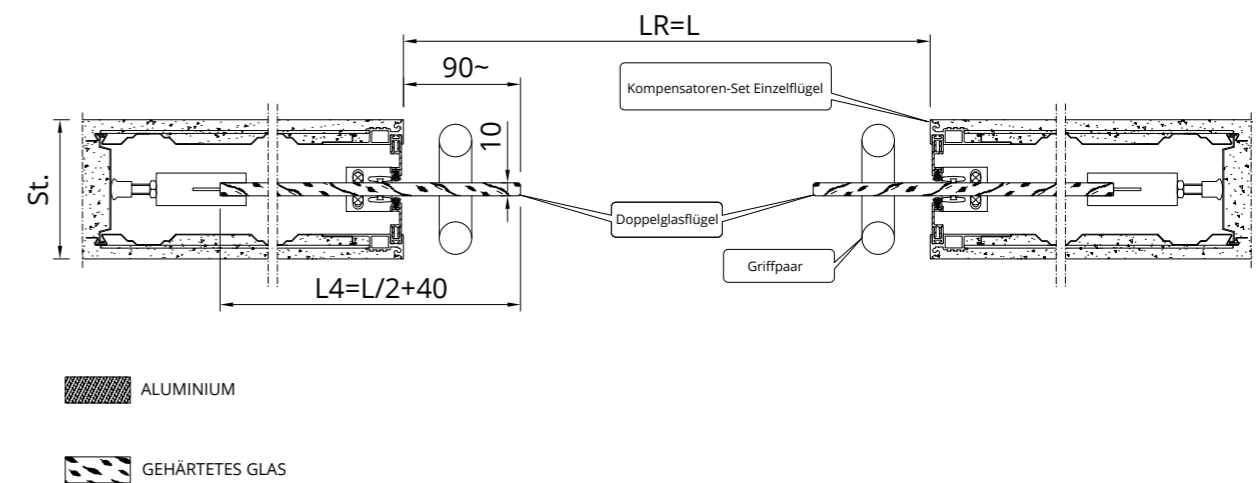 LR=L
90~
Kompensatoren-Set Einzelflügel
10
St.
Doppelglasflügel
Griffpaar
L4=L/2+40
ALUMINIUM
GEHÄRTETES GLAS